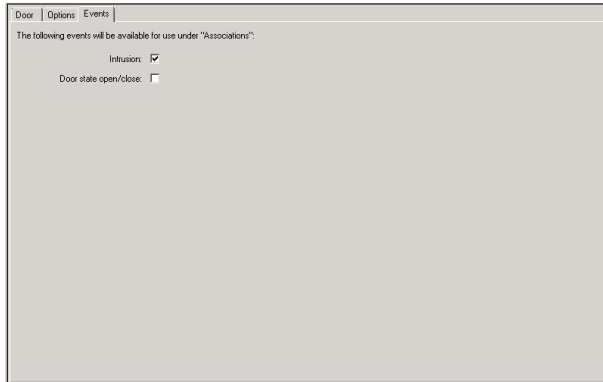 Door Options Events
The following events will be available for use under "Associations":
Intrusion:
Door state open/close: